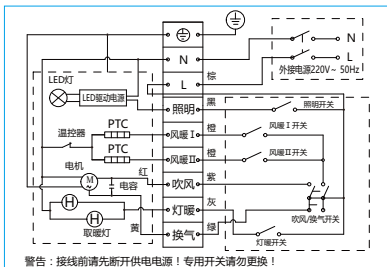 N
N
L
棕
L
外接电源220V~ 50Hz
LED灯
LED驱动电源
照明
黑
照明开关
温控器
PTC
风暖 I
橙
风暖 I 开关
PTC
风暖II
橙
风暖II开关
电机
红
M
电容
吹风
紫
H
灯暖
灰
吹风/换气开关
H
取暖灯
黄
换气
绿
灯暖开关
警告：接线前请先断开供电电源！专用开关请勿更换！